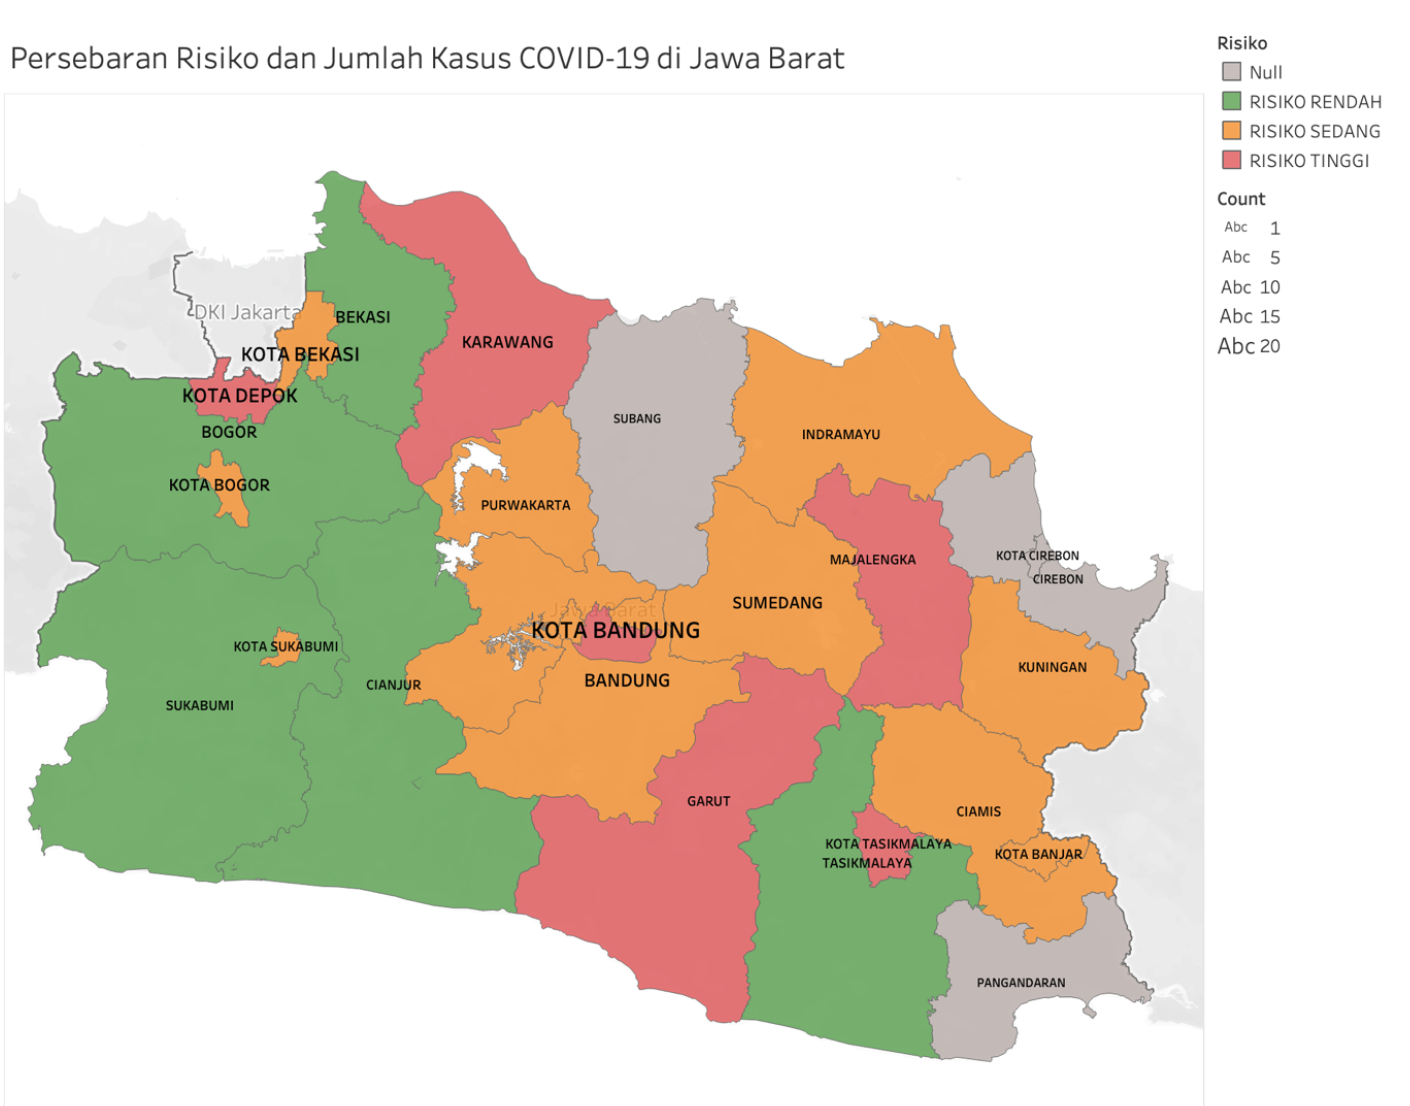 Persebaran Risiko dan Jumlah Kasus COVID-19 di Jawa Barat
Risiko
Null
RISIKO RENDAH
RISIKO SEDANG
RISIKO TINGGI
Count
Abc 1
Abc 5
Abc 10
Abc 15
Abc 20
DKI Jakarta
BEKASI
KOTA BEKASI
KARAWANG
KOTA DEPOK
BOGOR
SUBANG
INDRAMAYU
KOTA BOGOR
PURWAKARTA
KOTA CIREBON
MAJALENGKA
CIREBON
SUMEDANG
Jawa Barat
KOTA BANDUNG
KOTA SUKABUMI
KUNINGAN
BANDUNG
CIANJUR
SUKABUMI
GARUT
CIAMIS
KOTA TASIKMALAYA
KOTA BANJAR
TASIKMALAYA
PANGANDARAN